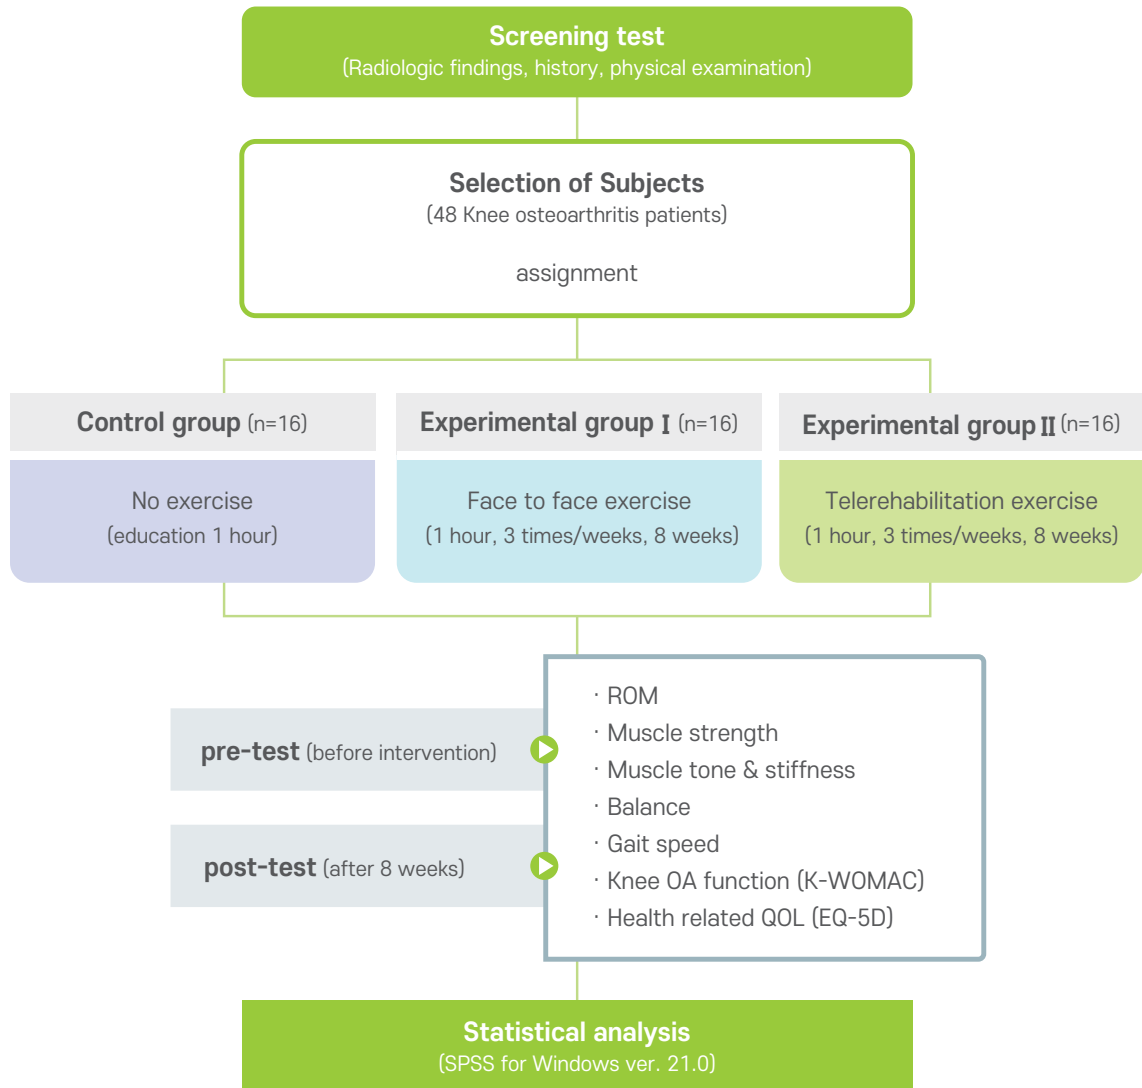 Screening test
(Radiologic findings, history, physical examination)
Selection of Subjects
(48 Knee osteoarthritis patients)
assignment
Control group (n=16)
No exercise
(education 1 hour)
Experimental group I (n=16)
Face to face exercise
(1 hour, 3 times/weeks, 8 weeks)
Experimental group II (n=16)
Telerehabilitation exercise
(1 hour, 3 times/weeks, 8 weeks)
pre-test (before intervention)
post-test (after 8 weeks)
· ROM
· Muscle strength
· Muscle tone & stiffness
· Balance
· Gait speed
· Knee OA function (K-WOMAC)
· Health related QOL (EQ-5D)
Statistical analysis
(SPSS for Windows ver. 21.0)